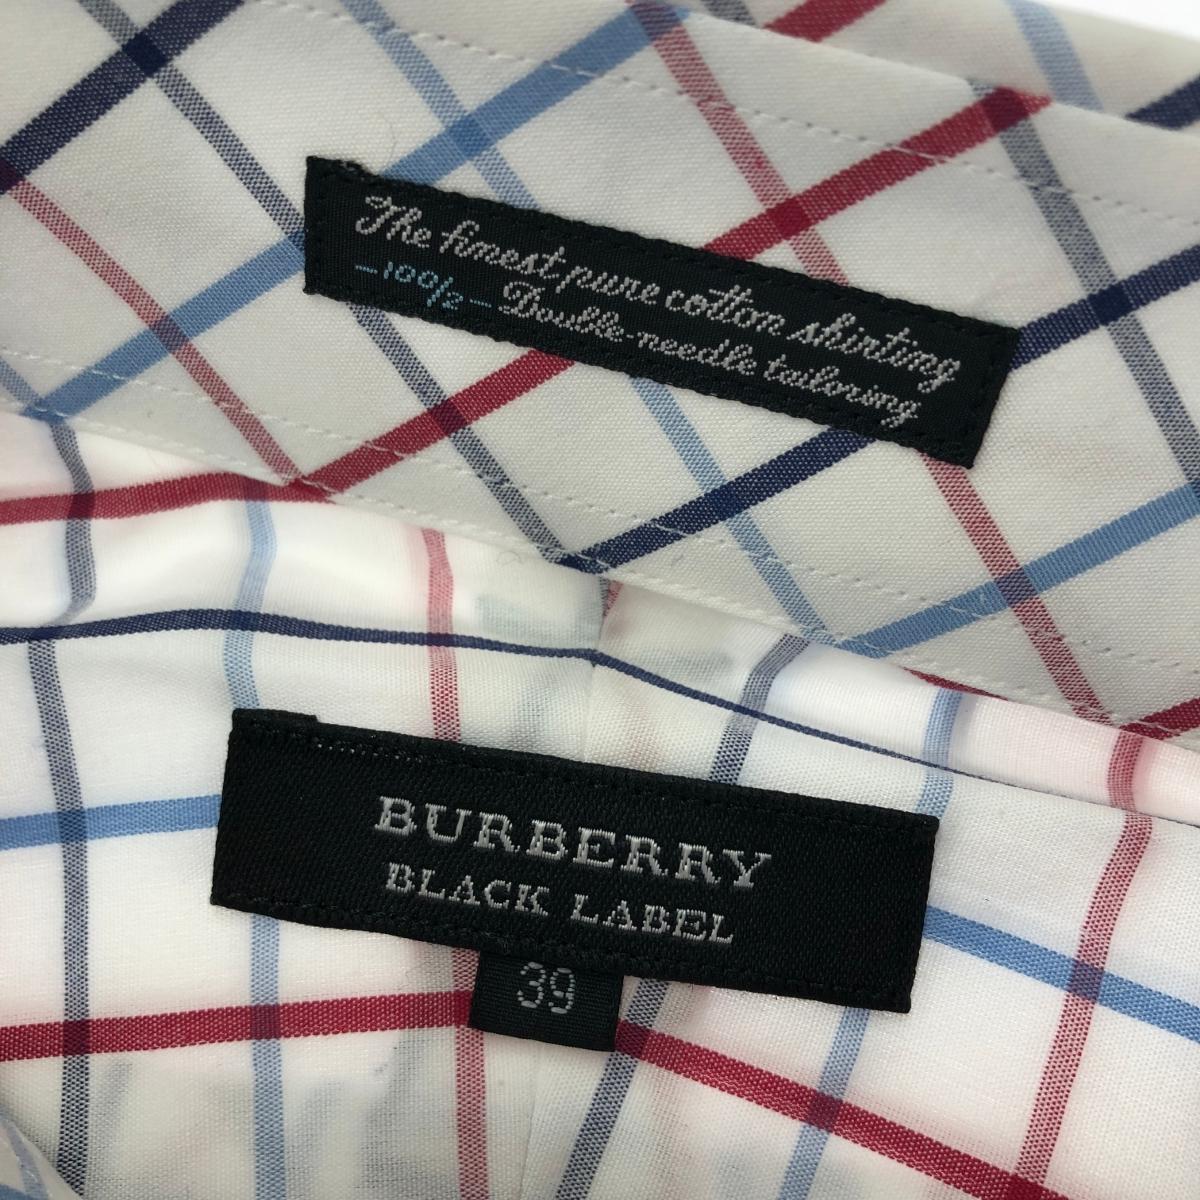 The finest pure cotton shirting
-100/2- Double-needle tailoring
BURBERRY
BLACK LABEL
39